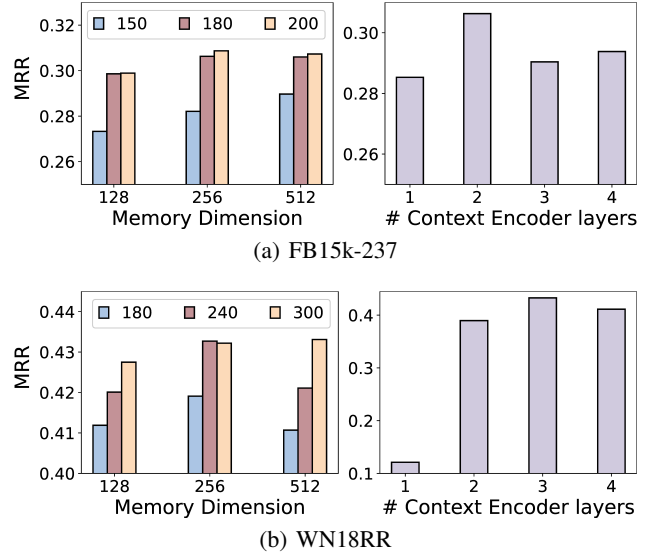 150 180 200
MRR
0.32
0.30
0.28
0.26
128 256 512
Memory Dimension
0.30
0.28
0.26
1 2 3 4
# Context Encoder layers
(a) FB15k-237
180 240 300
MRR
0.44
0.43
0.42
0.41
0.40
128 256 512
Memory Dimension
0.4
0.3
0.2
0.1
1 2 3 4
# Context Encoder layers
(b) WN18RR